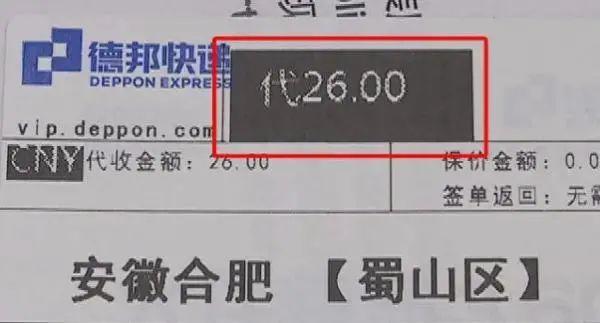 德邦快递
DEPPON EXPRESS
代26.00
vip.deppon.com
CNY 代收金额：26.00
保价金额：0.0
签单返回：无需
安徽合肥 【蜀山区】